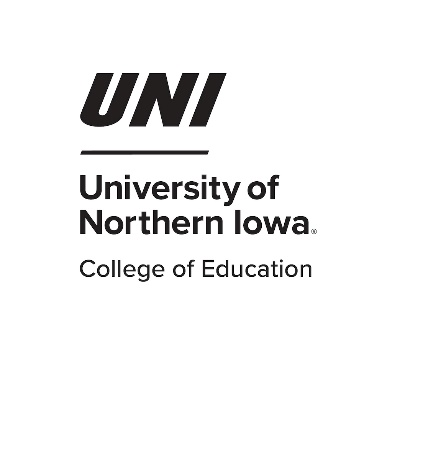 UNI
University of
Northern Iowa®
College of Education